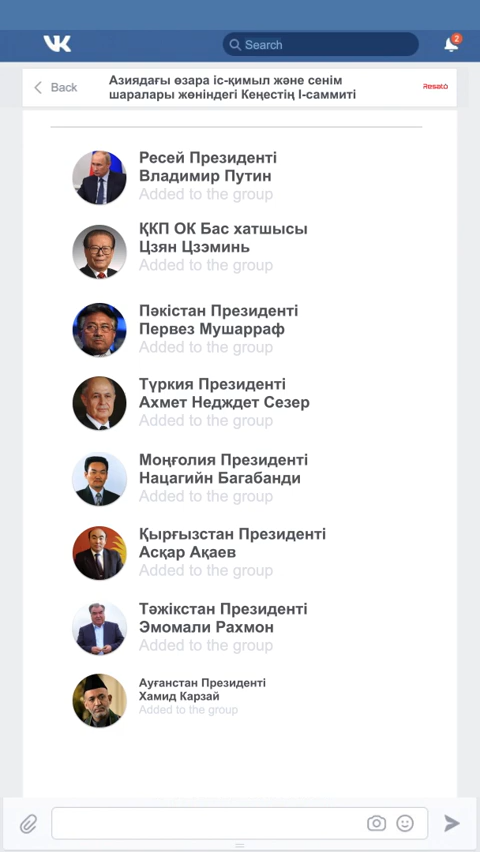 Search
2
Back
Азиядағы өзара іс-қимыл және сенім
шаралары жөніндегі Кеңестің І-саммиті
Resato
Ресей Президенті
Владимир Путин
Added to the group
ҚКП ОК Бас хатшысы
Цзян Цзэминь
Added to the group
Пәкістан Президенті
Первез Мушарраф
Added to the group
Түркия Президенті
Ахмет Недждет Сезер
Added to the group
Моңғолия Президенті
Нацагийн Багабанди
Added to the group
Қырғызстан Президенті
Асқар Ақаев
Added to the group
Тәжікстан Президенті
Эмомали Рахмон
Added to the group
Ауғанстан Президенті
Хамид Карзай
Added to the group